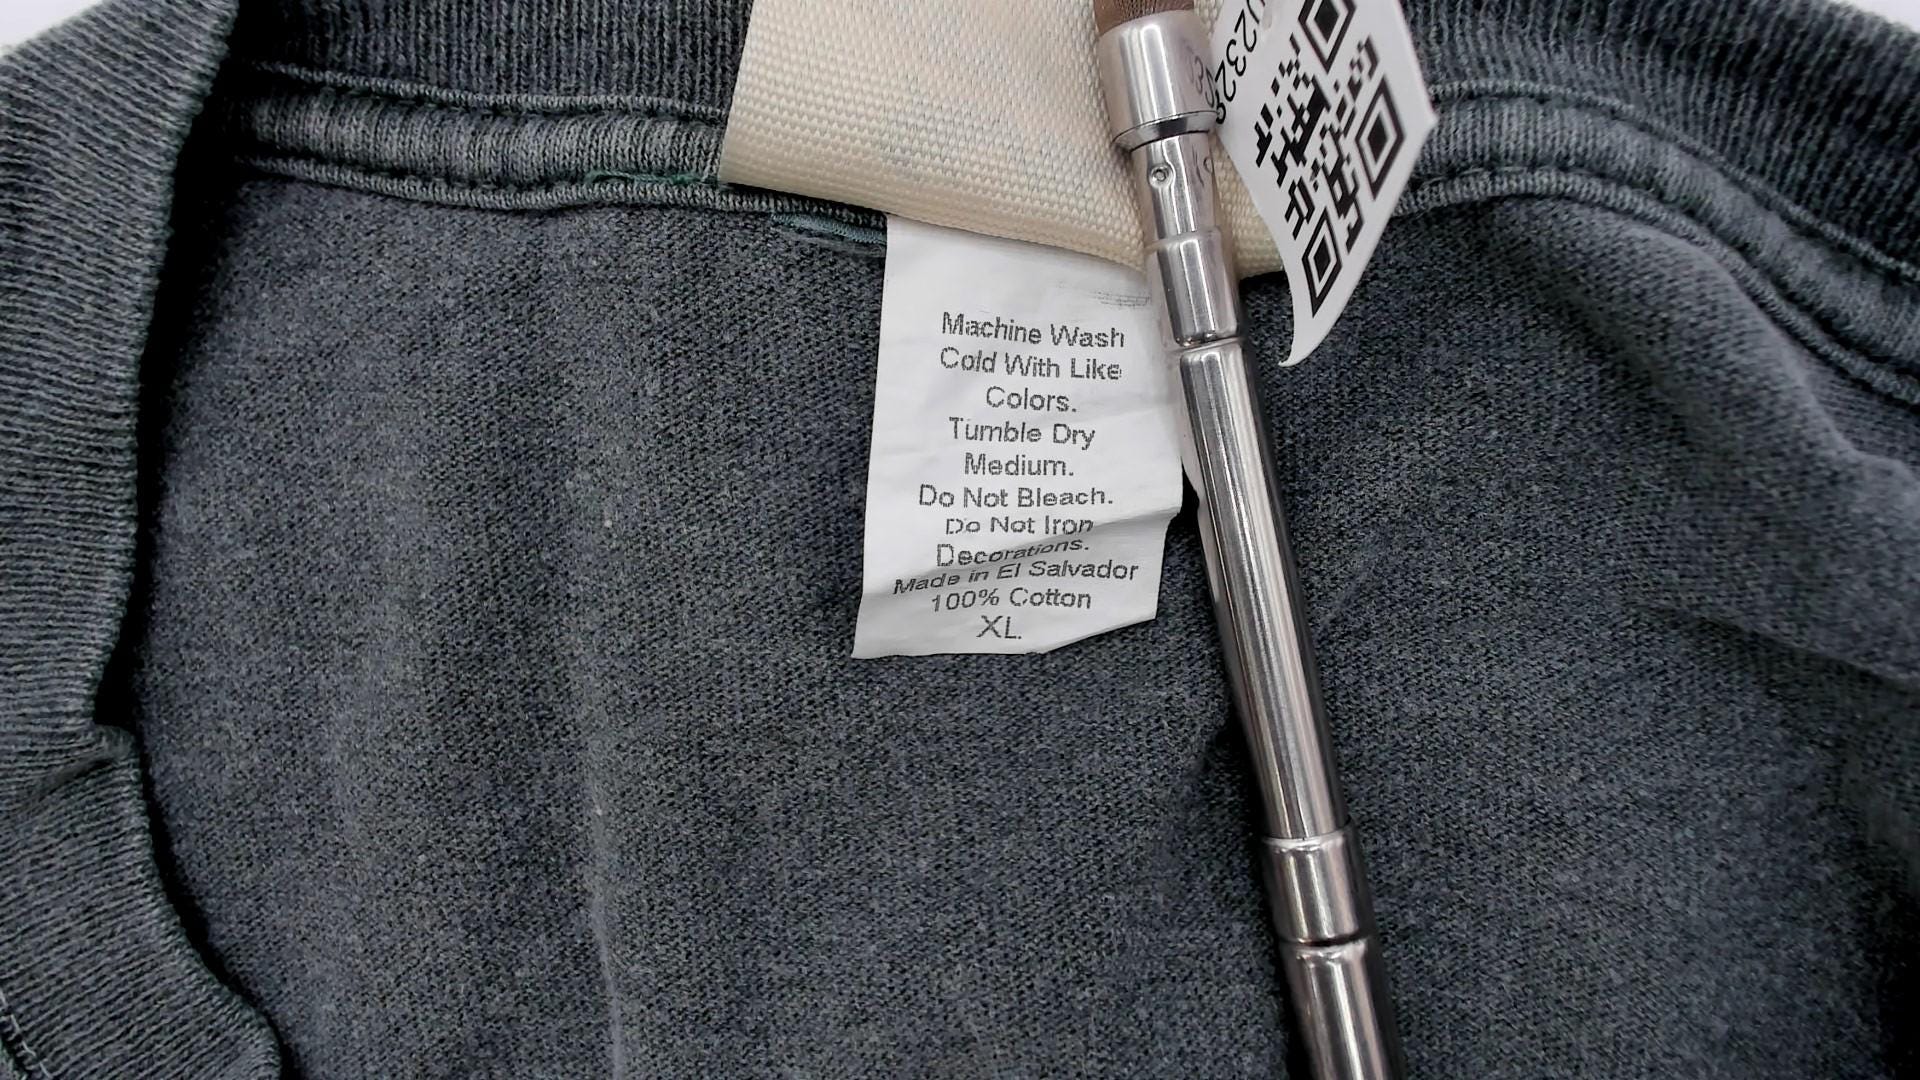 Machine Wash
Cold With Like
Colors.
Tumble Dry
Medium.
Do Not Bleach.
Do Not Iron
Decorations.
Made in El Salvador
100% Cotton
XL